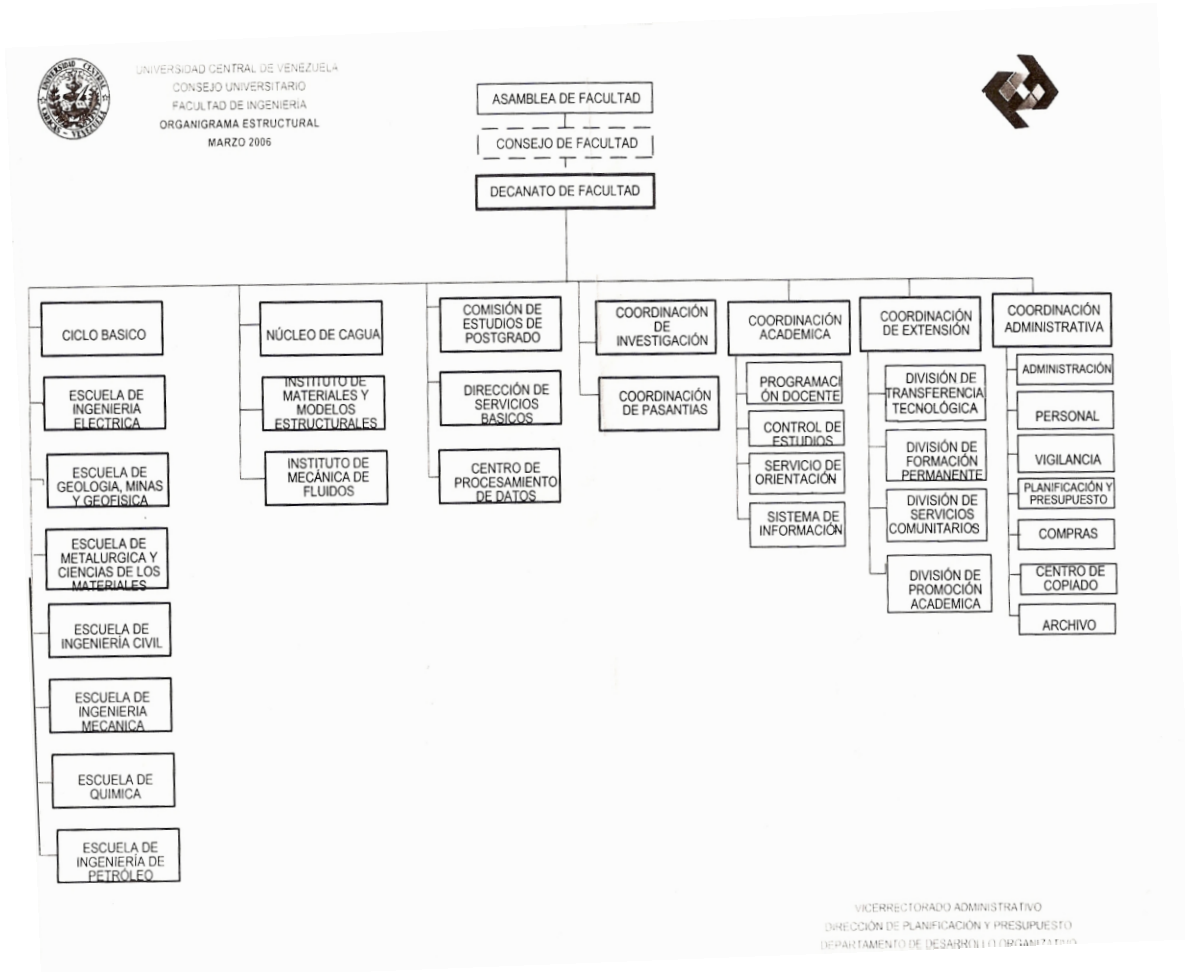 UNIVERSIDAD CENTRAL DE VENEZUELA
CONSEJO UNIVERSITARIO
FACULTAD DE INGENIERIA
ORGANIGRAMA ESTRUCTURAL
MARZO 2006
ASAMBLEA DE FACULTAD
CONSEJO DE FACULTAD
DECANATO DE FACULTAD
CICLO BASICO
ESCUELA DE
INGENIERIA
ELECTRICA
ESCUELA DE
GEOLOGIA, MINAS
Y GEOFISICA
ESCUELA DE
METALURGICA Y
CIENCIAS DE LOS
MATERIALES
ESCUELA DE
INGENIERÍA CIVIL
ESCUELA DE
INGENIERIA
MECANICA
ESCUELA DE
QUIMICA
ESCUELA DE
INGENIERÍA DE
PETRÓLEO
NÚCLEO DE CAGUA
INSTITUTO DE
MATERIALES Y
MODELOS
ESTRUCTURALES
INSTITUTO DE
MECÁNICA DE
FLUIDOS
COMISIÓN DE
ESTUDIOS DE
POSTGRADO
DIRECCIÓN DE
SERVICIOS
BASICOS
CENTRO DE
PROCESAMIENTO
DE DATOS
COORDINACIÓN
DE
INVESTIGACIÓN
COORDINACIÓN
DE PASANTIAS
COORDINACIÓN
ACADEMICA
PROGRAMACI
ÓN DOCENTE
CONTROL DE
ESTUDIOS
SERVICIO DE
ORIENTACIÓN
SISTEMA DE
INFORMACIÓN
COORDINACIÓN
DE EXTENSIÓN
DIVISIÓN DE
TRANSFERENCIA
TECNOLÓGICA
DIVISIÓN DE
FORMACIÓN
PERMANENTE
DIVISIÓN DE
SERVICIOS
COMUNITARIOS
DIVISIÓN DE
PROMOCIÓN
ACADEMICA
COORDINACIÓN
ADMINISTRATIVA
ADMINISTRACIÓN
PERSONAL
VIGILANCIA
PLANIFICACIÓN Y
PRESUPUESTO
COMPRAS
CENTRO DE
COPIADO
ARCHIVO
VICERRECTORADO ADMINISTRATIVO
DIRECCIÓN DE PLANIFICACIÓN Y PRESUPUESTO
DEPARTAMENTO DE DESARROLLO ORGANIZATIVO